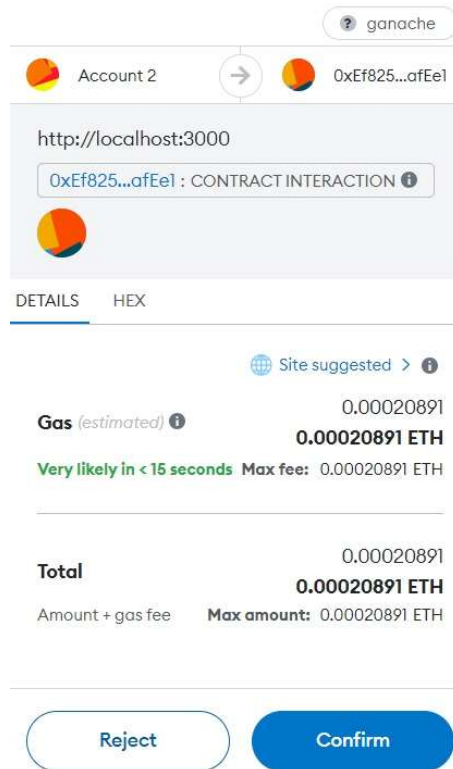 ? ganache
Account 2 0xEf825...afEe1
http://localhost:3000
0xEf825...afEe1 : CONTRACT INTERACTION
DETAILS HEX
Site suggested >
0.00020891
Gas (estimated) 0.00020891 ETH
Very likely in < 15 seconds Max fee: 0.00020891 ETH
0.00020891
Total 0.00020891 ETH
Amount + gas fee Max amount: 0.00020891 ETH
Reject Confirm